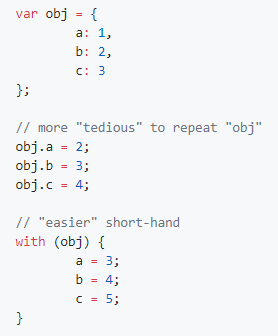 var obj = {
        a: 1,
        b: 2,
        c: 3
};

// more "tedious" to repeat "obj"
obj.a = 2;
obj.b = 3;
obj.c = 4;

// "easier" short-hand
with (obj) {
        a = 3;
        b = 4;
        c = 5;
}